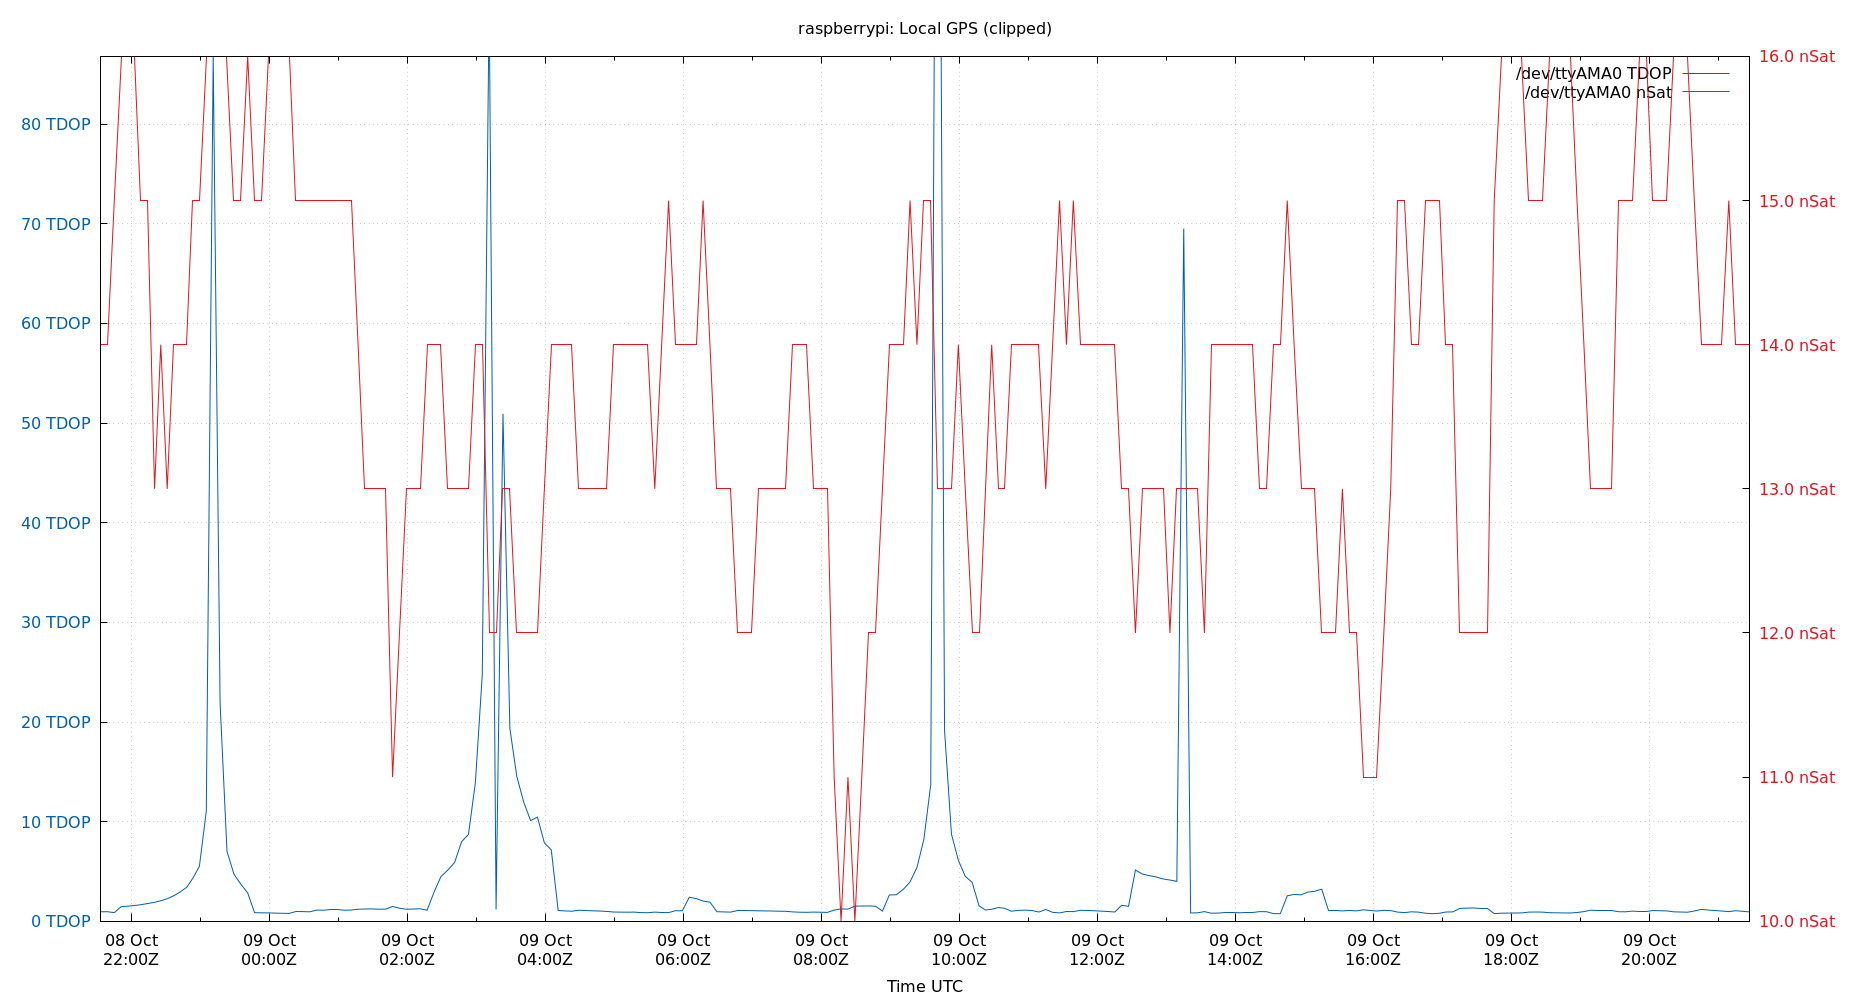 raspberrypi: Local GPS (clipped)
/dev/ttyAMA0 TDOP
/dev/ttyAMA0 nSat
80 TDOP
70 TDOP
60 TDOP
50 TDOP
40 TDOP
30 TDOP
20 TDOP
10 TDOP
0 TDOP
16.0 nSat
15.0 nSat
14.0 nSat
13.0 nSat
12.0 nSat
11.0 nSat
10.0 nSat
08 Oct 09 Oct 09 Oct 09 Oct 09 Oct 09 Oct 09 Oct 09 Oct 09 Oct 09 Oct 09 Oct 09 Oct
22:00Z 00:00Z 02:00Z 04:00Z 06:00Z 08:00Z 10:00Z 12:00Z 14:00Z 16:00Z 18:00Z 20:00Z
Time UTC